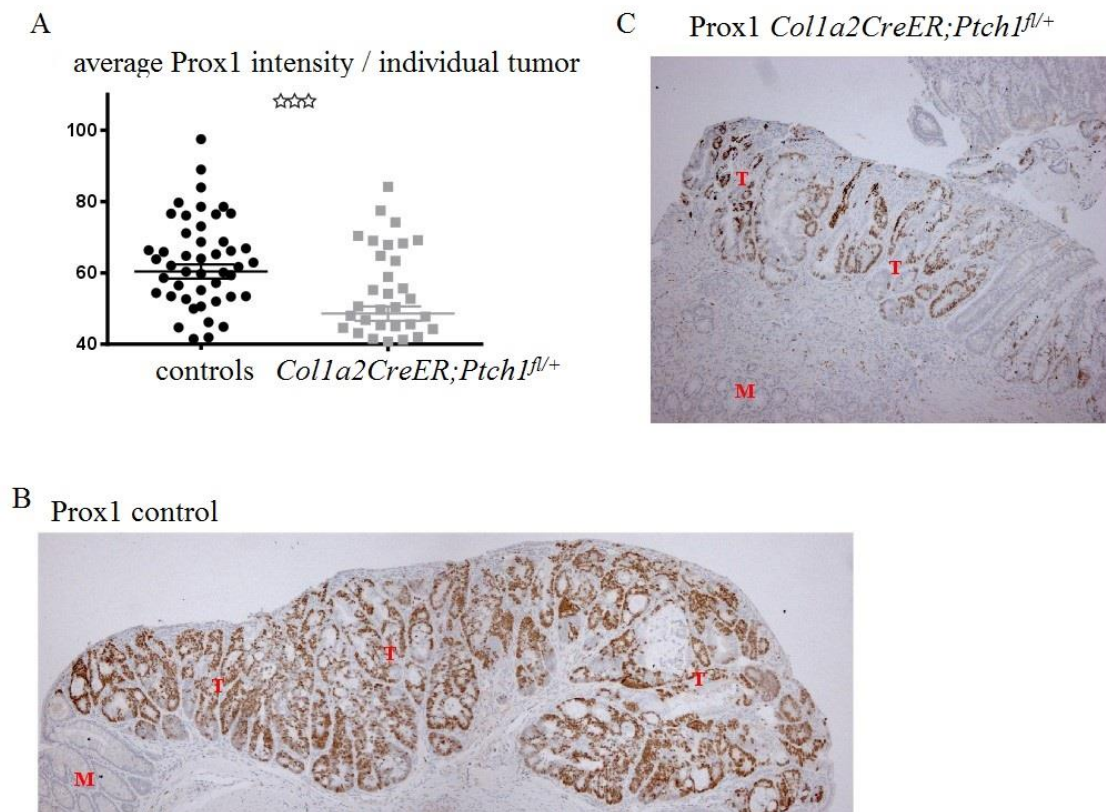 A
average Prox1 intensity / individual tumor
☆☆☆
100
80
60
40
controls
Col1a2CreER;Ptch1fl/+
C
Prox1 Col1a2CreER;Ptch1fl/+
T
T
M
B
Prox1 control
T
T
T
M